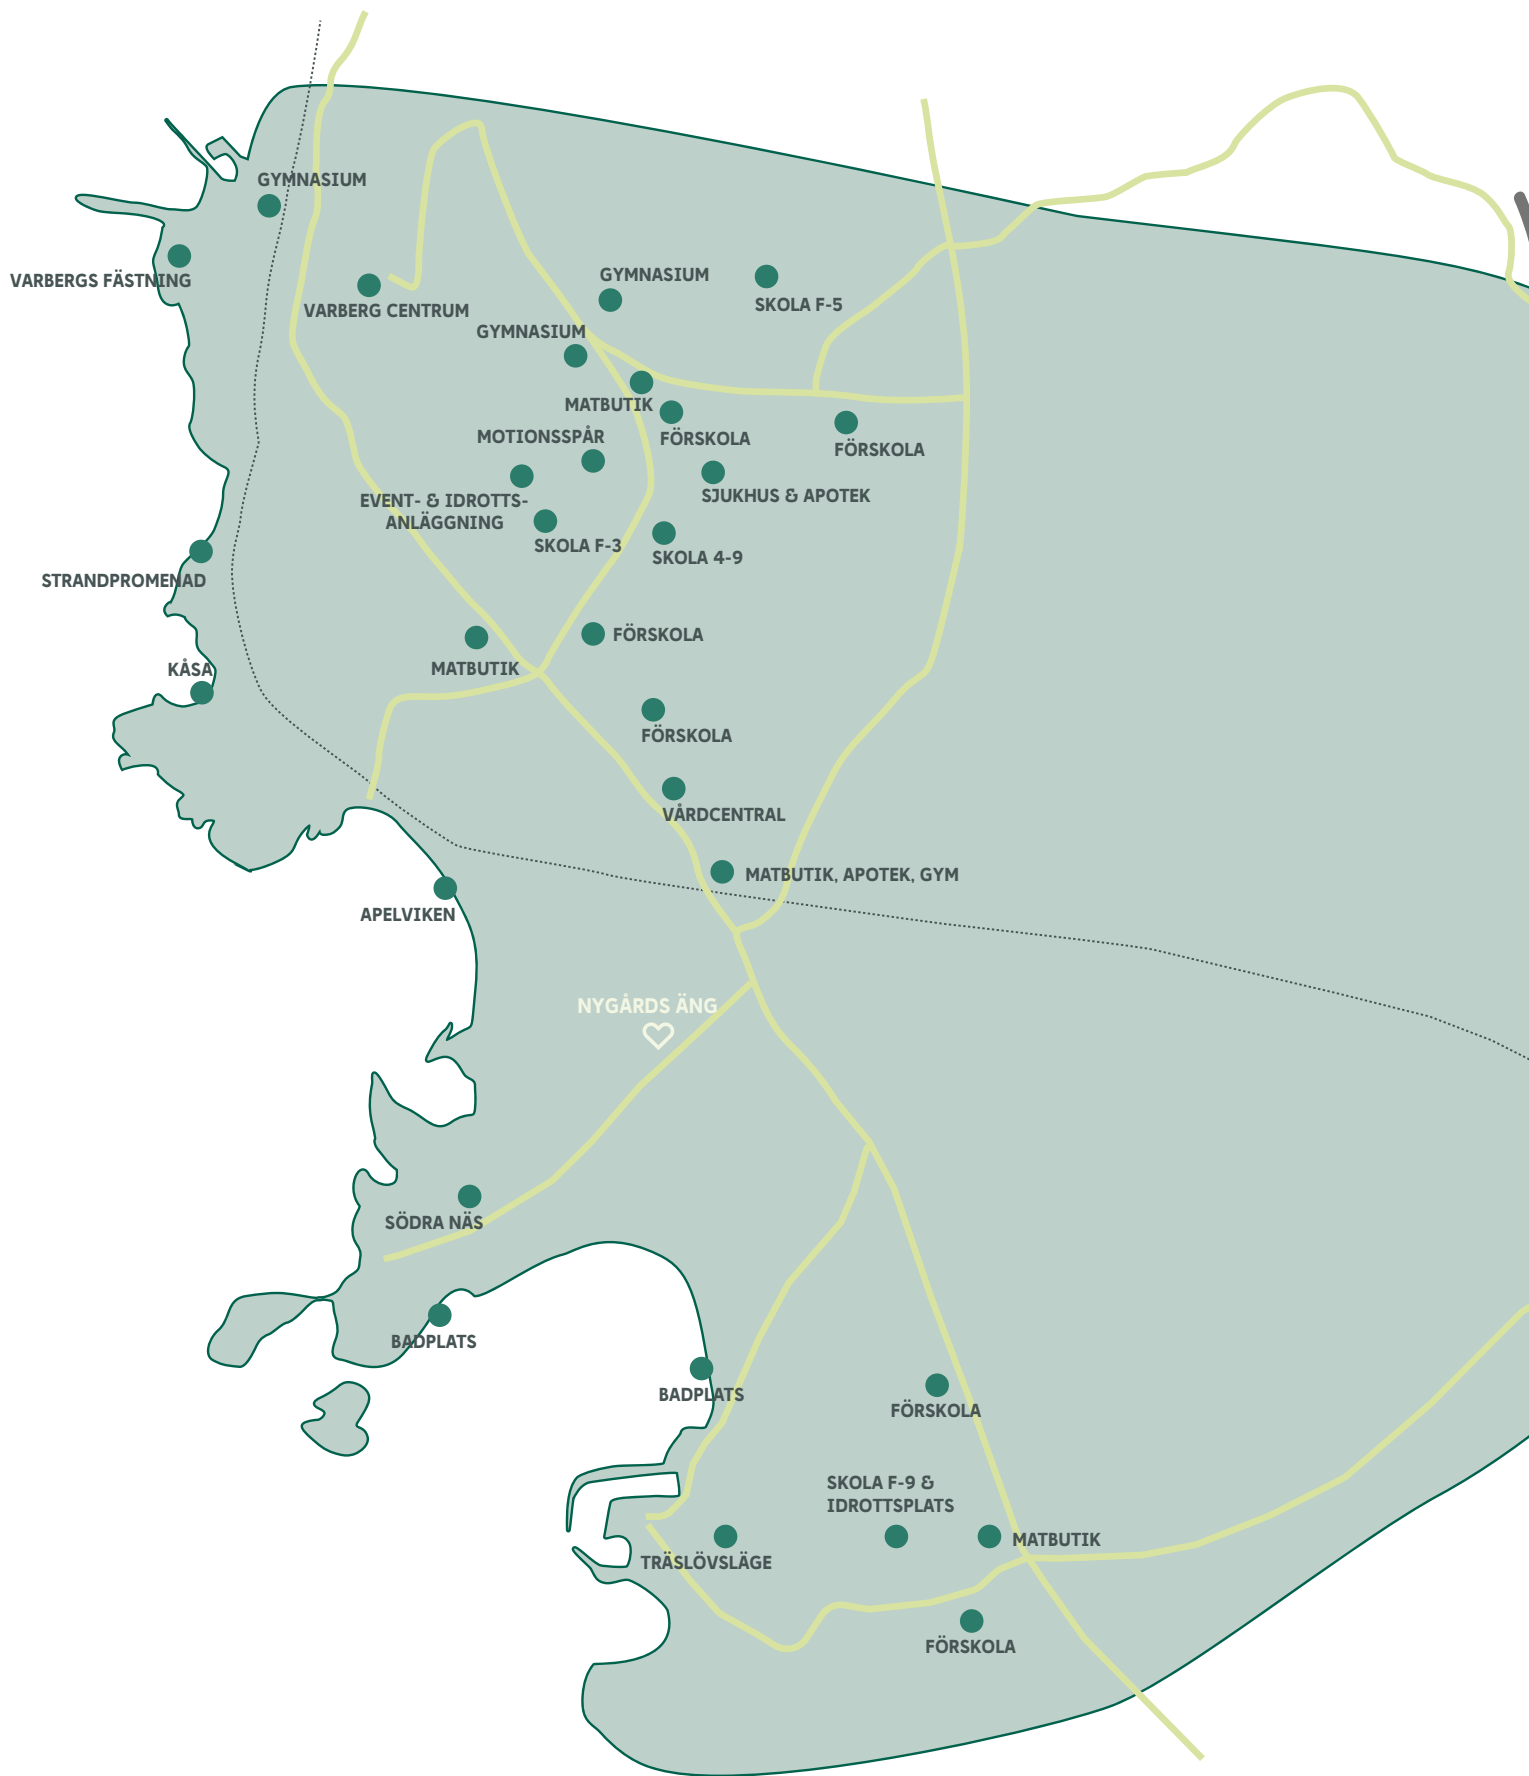 GYMNASIUM
VARBERGS FÄSTNING
GYMNASIUM
SKOLA F-5
VARBERG CENTRUM
GYMNASIUM
MATBUTIK
FÖRSKOLA
MOTIONSSPÅR
FÖRSKOLA
SJUKHUS & APOTEK
EVENT- & IDROTTS-
ANLÄGGNING
SKOLA F-3
SKOLA 4-9
STRANDPROMENAD
FÖRSKOLA
MATBUTIK
KÅSA
FÖRSKOLA
VÅRDCENTRAL
MATBUTIK, APOTEK, GYM
APELVIKEN
NYGÅRDS ÄNG
SÖDRA NÄS
BADPLATS
BADPLATS
FÖRSKOLA
SKOLA F-9 &
IDROTTSPLATS
MATBUTIK
TRÄSLÖVSLÄGE
FÖRSKOLA